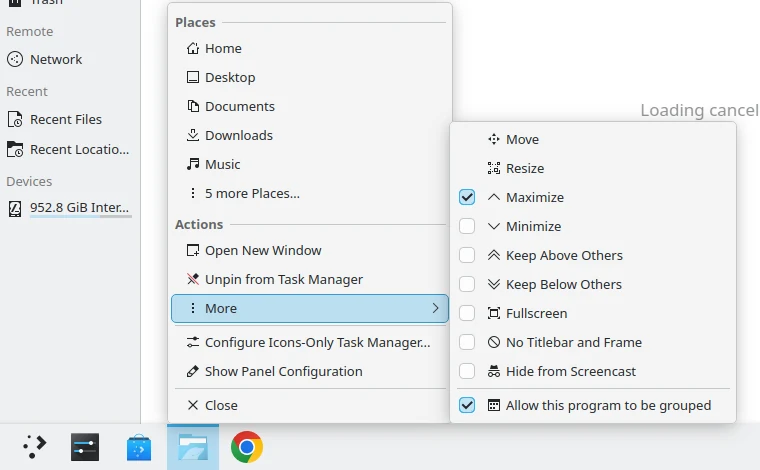 Trash
Remote
Network
Recent
Recent Files
Recent Locatio...
Devices
952.8 GiB Inter...
Places
Home
Desktop
Documents
Downloads
Music
5 more Places...
Actions
Open New Window
Unpin from Task Manager
More
Configure Icons-Only Task Manager...
Show Panel Configuration
Close
Loading cancel
Move
Resize
Maximize
Minimize
Keep Above Others
Keep Below Others
Fullscreen
No Titlebar and Frame
Hide from Screencast
Allow this program to be grouped